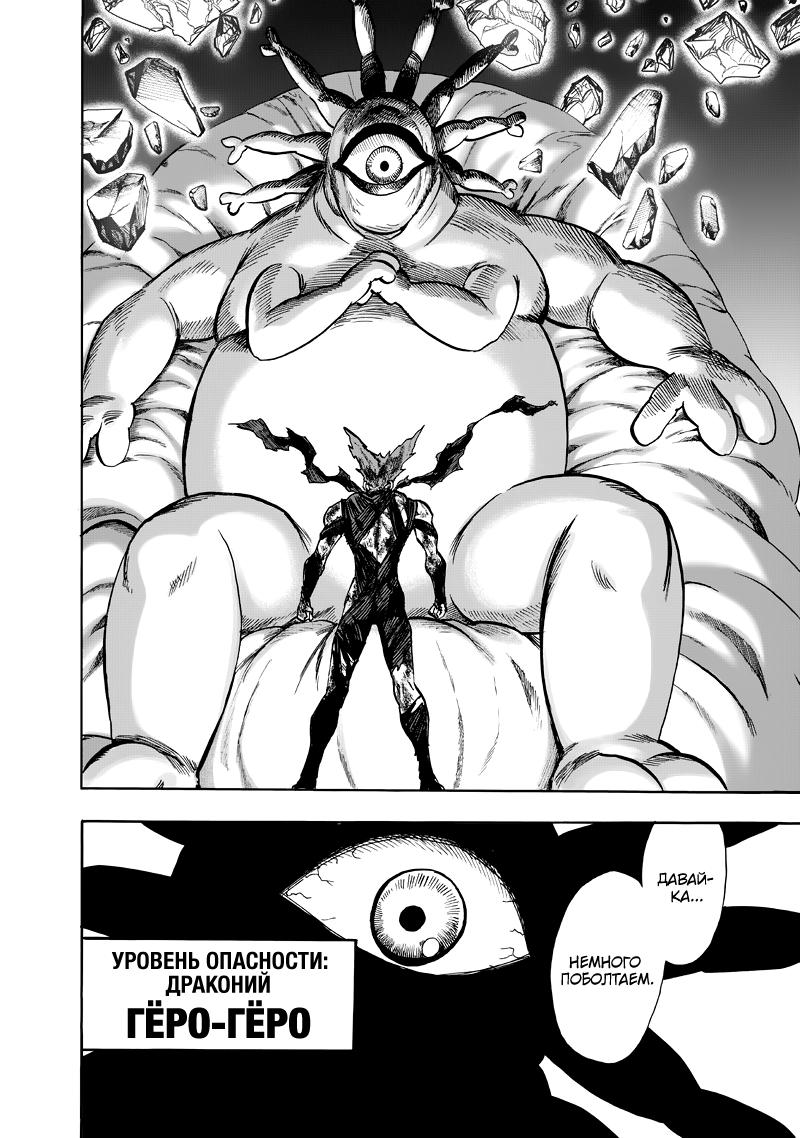 ДАВАЙ-
КА...
НЕМНОГО
ПОБОЛТАЕМ.
УРОВЕНЬ ОПАСНОСТИ:
ДРАКОНИЙ
ГЁРО-ГЁРО